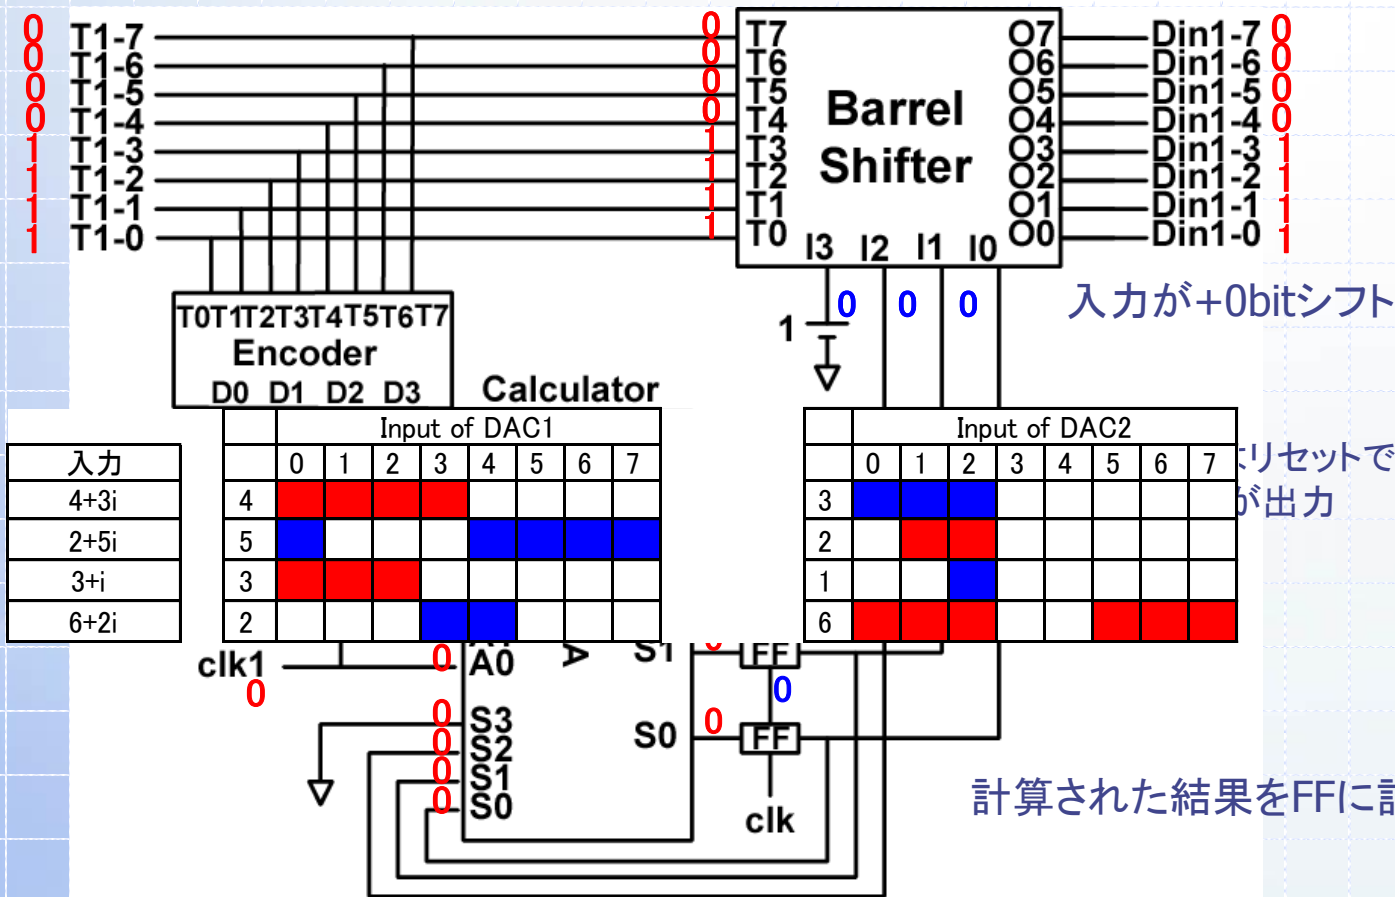 0 T1-7 0 T7 O7 Din1-7 0
0 T1-6 0 T6 O6 Din1-6 0
0 T1-5 0 T5 O5 Din1-5 0
0 T1-4 0 T4 O4 Din1-4 0
1 T1-3 1 T3 O3 Din1-3 1
1 T1-2 1 T2 O2 Din1-2 1
1 T1-1 1 T1 O1 Din1-1 1
1 T1-0 1 T0 O0 Din1-0 1
Barrel
Shifter
I3 I2 I1 I0
0 0 0
1
入力が+0bitシフト
T0T1T2T3T4T5T6T7
Encoder
D0 D1 D2 D3
Calculator
Input of DAC1
Input of DAC2
入力
0 1 2 3 4 5 6 7
0 1 2 3 4 5 6 7
リセットで
4+3i 4 3
が出力
2+5i 5 2
3+i 3 1
6+2i 2 6
clk1 0 A0 A S1 FF
0 0
0 S3 0 S0 FF
0 S2
0 S1
0 S0
clk
計算された結果をFFに